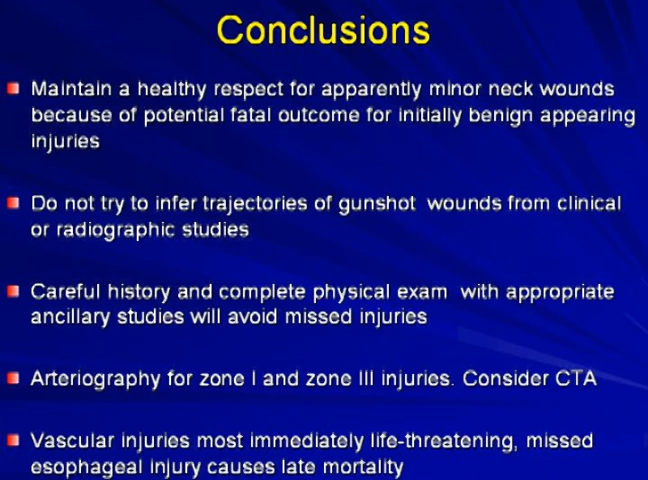 Conclusions
Maintain a healthy respect for apparently minor neck wounds
because of potential fatal outcome for initially benign appearing
injuries
Do not try to infer trajectories of gunshot wounds from clinical
or radiographic studies
Careful history and complete physical exam with appropriate
ancillary studies will avoid missed injuries
Arteriography for zone I and zone III injuries. Consider CTA
Vascular injuries most immediately life-threatening, missed
esophageal injury causes late mortality